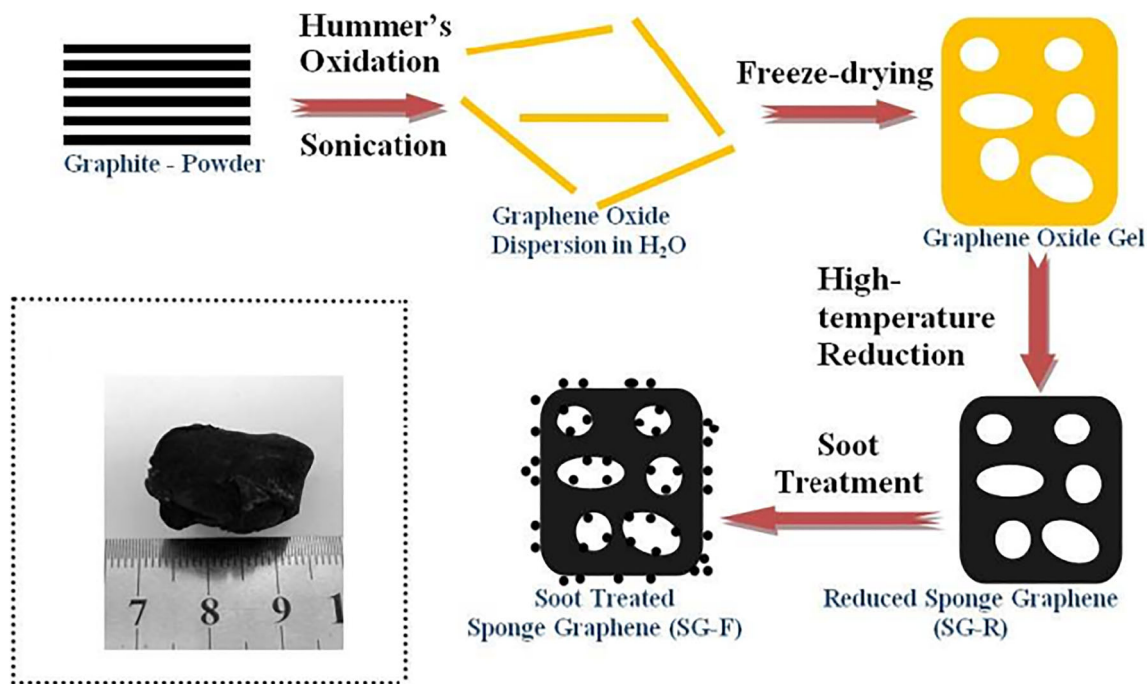 Hummer's
Oxidation
Sonication
Graphite - Powder
Graphene Oxide
Dispersion in H₂O
Freeze-drying
Graphene Oxide Gel
High-
temperature
Reduction
Reduced Sponge Graphene
(SG-R)
Soot
Treatment
Soot Treated
Sponge Graphene (SG-F)
7 8 9 1